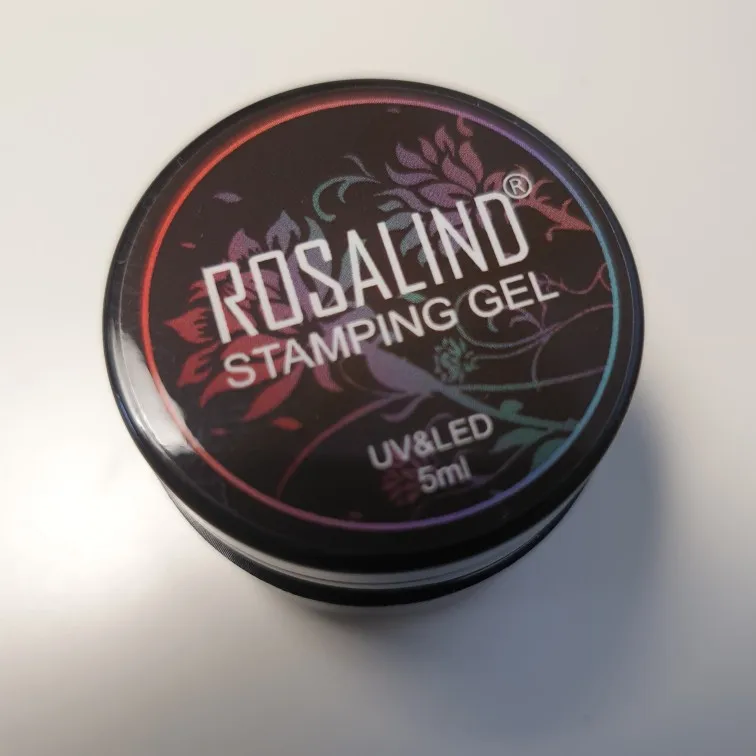 ROSALIND®
STAMPING GEL
UV&LED
5ml